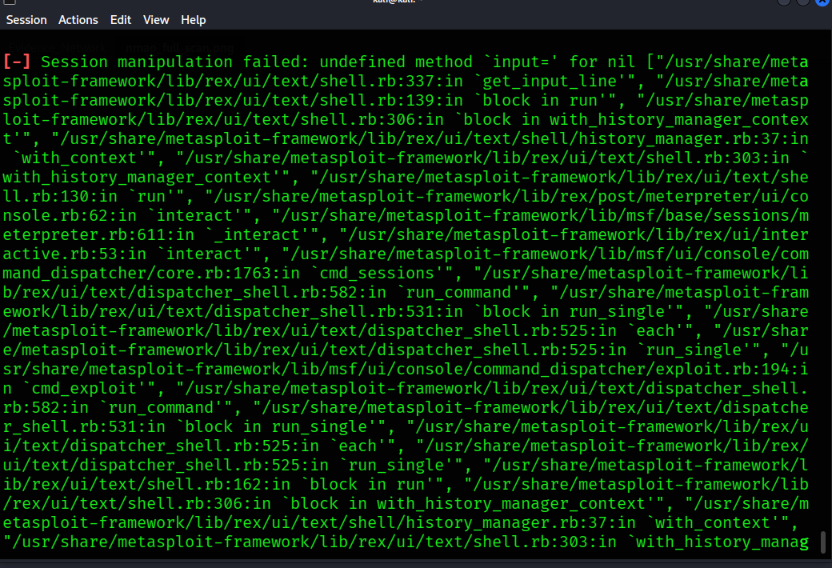 Session Actions Edit View Help
[-] Session manipulation failed: undefined method `input=' for nil ["/usr/share/meta
sploit-framework/lib/rex/ui/text/shell.rb:337:in `get_input_line'", "/usr/share/meta
sploit-framework/lib/rex/ui/text/shell.rb:139:in `block in run'", "/usr/share/metasp
loit-framework/lib/rex/ui/text/shell.rb:306:in `block in with_history_manager_contex
t'", "/usr/share/metasploit-framework/lib/rex/ui/text/shell/history_manager.rb:37:in
`with_context'", "/usr/share/metasploit-framework/lib/rex/ui/text/shell.rb:303:in `
with_history_manager_context'", "/usr/share/metasploit-framework/lib/rex/ui/text/she
ll.rb:130:in `run'", "/usr/share/metasploit-framework/lib/rex/post/meterpreter/ui/co
nsole.rb:62:in `interact'", "/usr/share/metasploit-framework/lib/msf/base/sessions/m
eterpreter.rb:611:in `_interact'", "/usr/share/metasploit-framework/lib/rex/ui/inter
active.rb:53:in `interact'", "/usr/share/metasploit-framework/lib/msf/ui/console/com
mand_dispatcher/core.rb:1763:in `cmd_sessions'", "/usr/share/metasploit-framework/li
b/rex/ui/text/dispatcher_shell.rb:582:in `run_command'", "/usr/share/metasploit-fram
ework/lib/rex/ui/text/dispatcher_shell.rb:531:in `block in run_single'", "/usr/share
/metasploit-framework/lib/rex/ui/text/dispatcher_shell.rb:525:in `each'", "/usr/shar
e/metasploit-framework/lib/rex/ui/text/dispatcher_shell.rb:525:in `run_single'", "/u
sr/share/metasploit-framework/lib/msf/ui/console/command_dispatcher/exploit.rb:194:i
n `cmd_exploit'", "/usr/share/metasploit-framework/lib/rex/ui/text/dispatcher_shell.
rb:582:in `run_command'", "/usr/share/metasploit-framework/lib/rex/ui/text/dispatche
r_shell.rb:531:in `block in run_single'", "/usr/share/metasploit-framework/lib/rex/u
i/text/dispatcher_shell.rb:525:in `each'", "/usr/share/metasploit-framework/lib/rex/
ui/text/dispatcher_shell.rb:525:in `run_single'", "/usr/share/metasploit-framework/l
ib/rex/ui/text/shell.rb:162:in `block in run'", "/usr/share/metasploit-framework/lib
/rex/ui/text/shell.rb:306:in `block in with_history_manager_context'", "/usr/share/m
etasploit-framework/lib/rex/ui/text/shell/history_manager.rb:37:in `with_context'",
"/usr/share/metasploit-framework/lib/rex/ui/text/shell.rb:303:in `with_history_manag